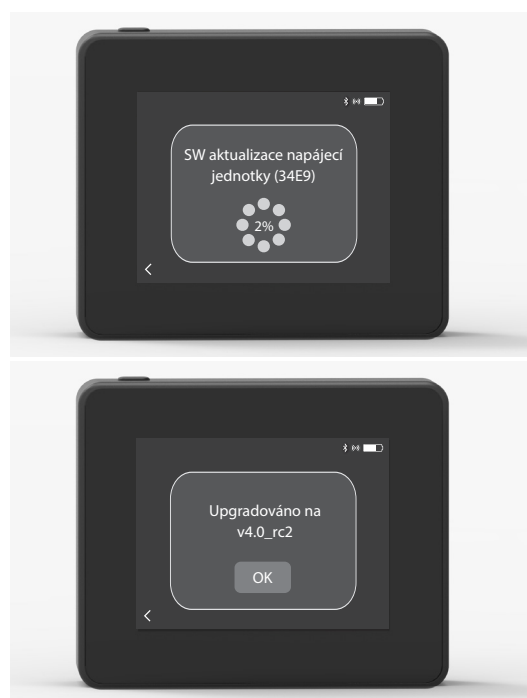 SW aktualizace napájecí
jednotky (34E9)
2%
Upgradováno na
v4.0_rc2
OK